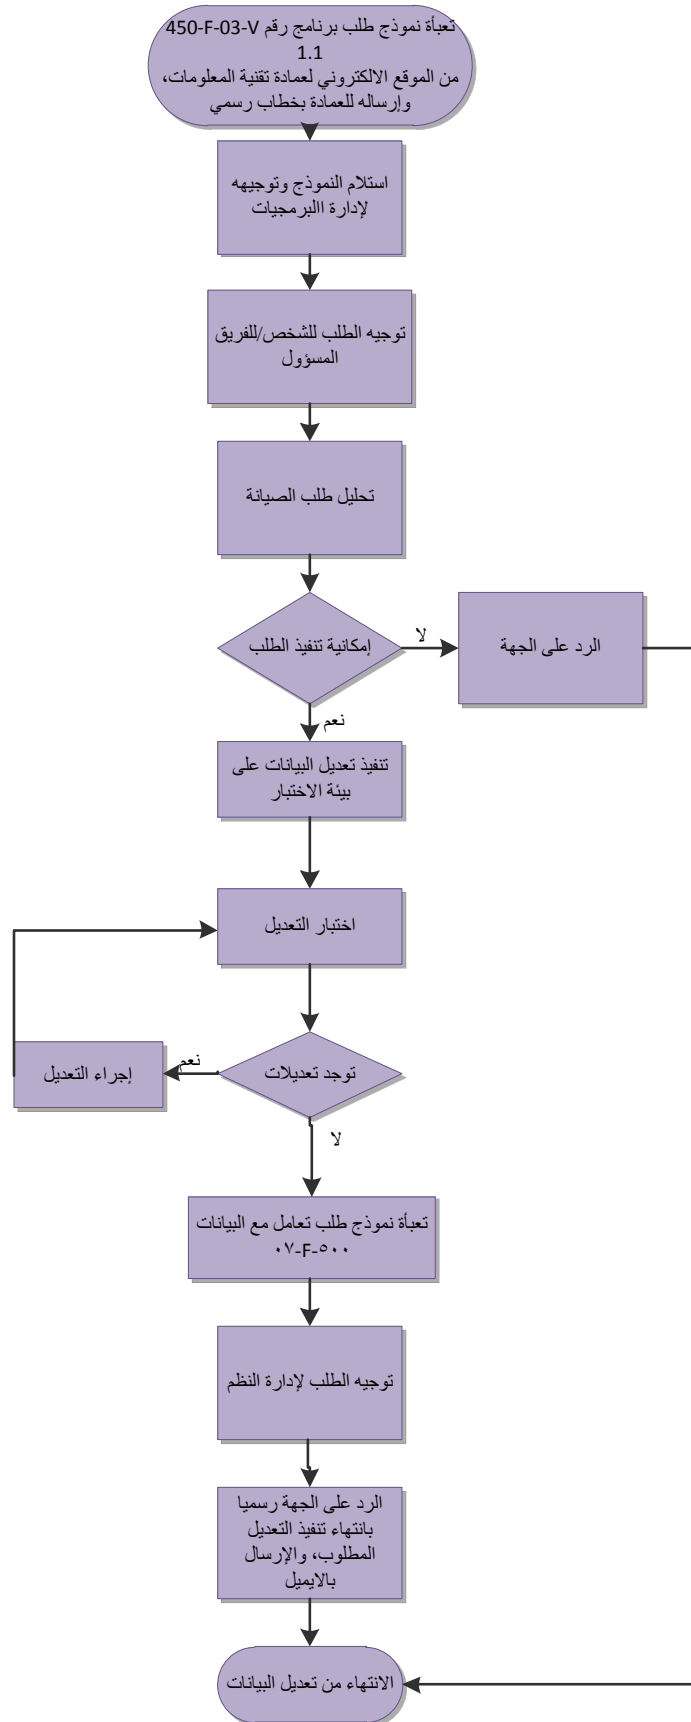 تعبأة نموذج طلب برنامج رقم 450-F-03-V
1.1
من الموقع الالكتروني لعمادة تقنية المعلومات،
وإرساله للعمادة بخطاب رسمي
استلام النموذج وتوجيهه
لإدارة االبرمجيات
توجيه الطلب للشخص/للفريق
المسؤول
تحليل طلب الصيانة
إمكانية تنفيذ الطلب
لا
الرد على الجهة
نعم
تنفيذ تعديل البيانات على
بيئة الاختبار
اختبار التعديل
توجد تعديلات
نعم
إجراء التعديل
لا
تعبأة نموذج طلب تعامل مع البيانات
٠٧-F-٥٠٠
توجيه الطلب لإدارة النظم
الرد على الجهة رسميا
بانتهاء تنفيذ التعديل
المطلوب، والإرسال
بالايميل
الانتهاء من تعديل البيانات